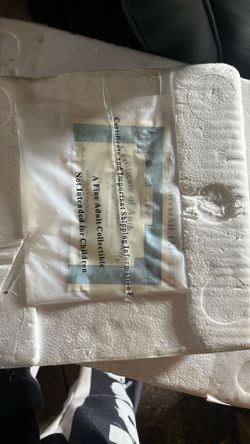 Certificate and Important Shipping Information E
A Fine Adult Collectible
Not Intended for Children